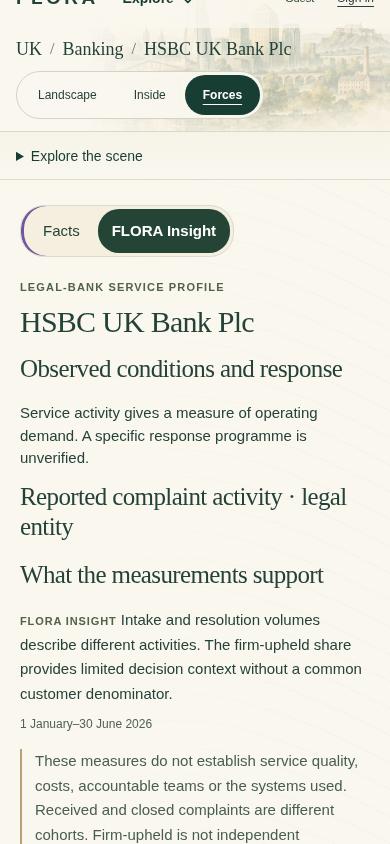 FLORA Explore Guest Sign in
UK / Banking / HSBC UK Bank Plc
Landscape Inside Forces
Explore the scene
Facts FLORA Insight
LEGAL-BANK SERVICE PROFILE
HSBC UK Bank Plc
Observed conditions and response
Service activity gives a measure of operating
demand. A specific response programme is
unverified.
Reported complaint activity · legal
entity
What the measurements support
FLORA INSIGHT Intake and resolution volumes
describe different activities. The firm-upheld share
provides limited decision context without a common
customer denominator.
1 January–30 June 2026
These measures do not establish service quality,
costs, accountable teams or the systems used.
Received and closed complaints are different
cohorts. Firm-upheld is not independent